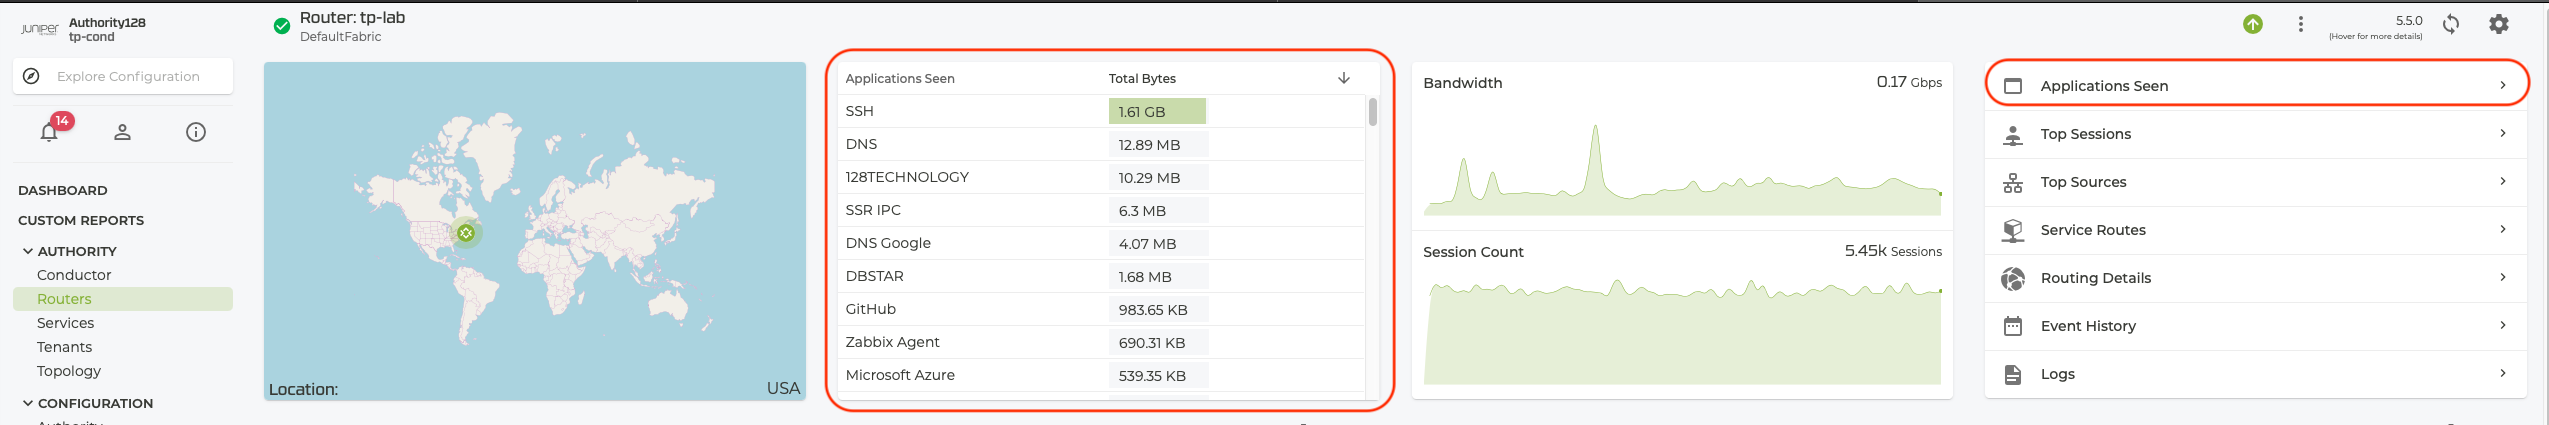 Juniper
NETWORKS
Authority128
tp-cond
Router: tp-lab
DefaultFabric
5.5.0
(Hover for more details)
Explore Configuration
14
DASHBOARD
CUSTOM REPORTS
AUTHORITY
Conductor
Routers
Services
Tenants
Topology
CONFIGURATION
Authority
Location: USA
Applications Seen Total Bytes
SSH 1.61 GB
DNS 12.89 MB
128TECHNOLOGY 10.29 MB
SSR IPC 6.3 MB
DNS Google 4.07 MB
DBSTAR 1.68 MB
GitHub 983.65 KB
Zabbix Agent 690.31 KB
Microsoft Azure 539.35 KB
Bandwidth 0.17 Gbps
Session Count 5.45k Sessions
Applications Seen
Top Sessions
Top Sources
Service Routes
Routing Details
Event History
Logs